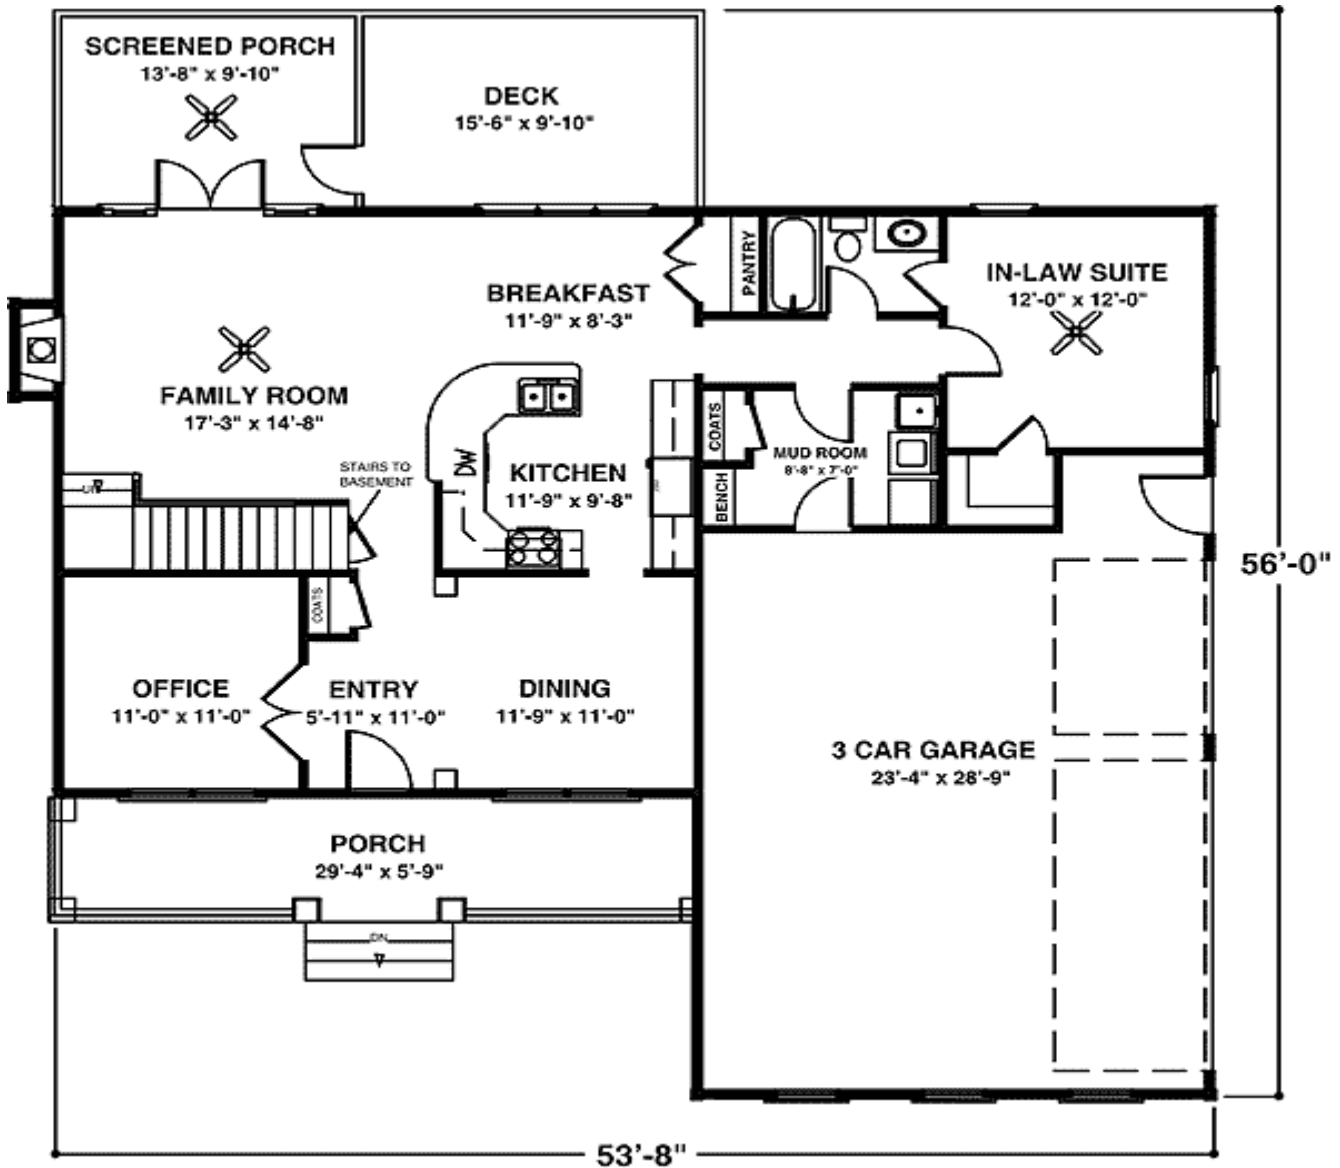 SCREENED PORCH
13'-8" x 9'-10"
DECK
15'-6" x 9'-10"
PANTRY
IN-LAW SUITE
12'-0" x 12'-0"
BREAKFAST
11'-9" x 8'-3"
FAMILY ROOM
17'-3" x 14'-8"
STAIRS TO
BASEMENT
UP
DW
KITCHEN
11'-9" x 9'-8"
COATS
MUD ROOM
8'-8" x 7'-0"
BENCH
56'-0"
COATS
OFFICE
11'-0" x 11'-0"
ENTRY
5'-11" x 11'-0"
DINING
11'-9" x 11'-0"
3 CAR GARAGE
23'-4" x 28'-9"
PORCH
29'-4" x 5'-9"
DN
53'-8"